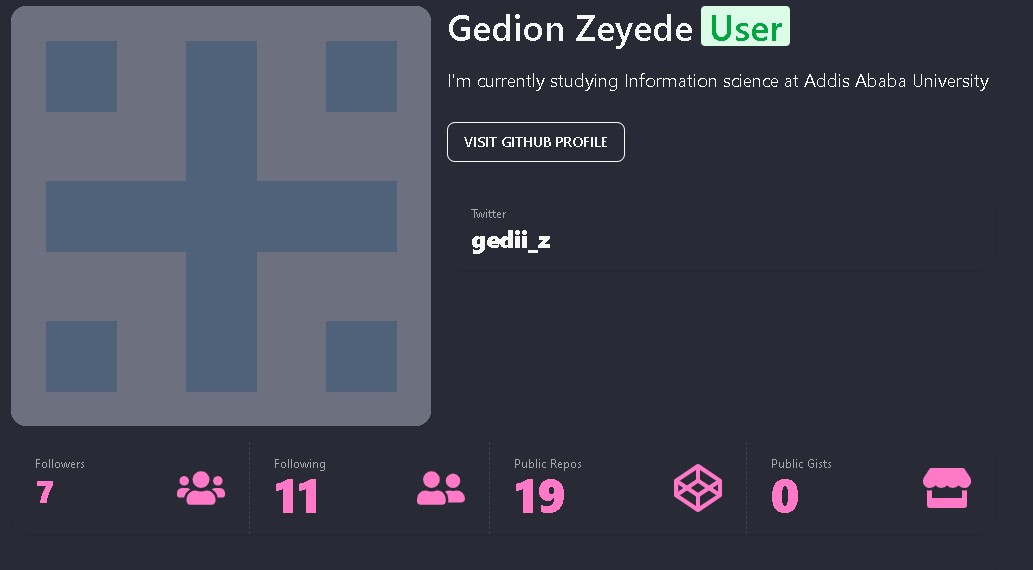 Gedion Zeyede User
I'm currently studying Information science at Addis Ababa University
VISIT GITHUB PROFILE
Twitter
gedii_z
Followers
7
Following
11
Public Repos
19
Public Gists
0